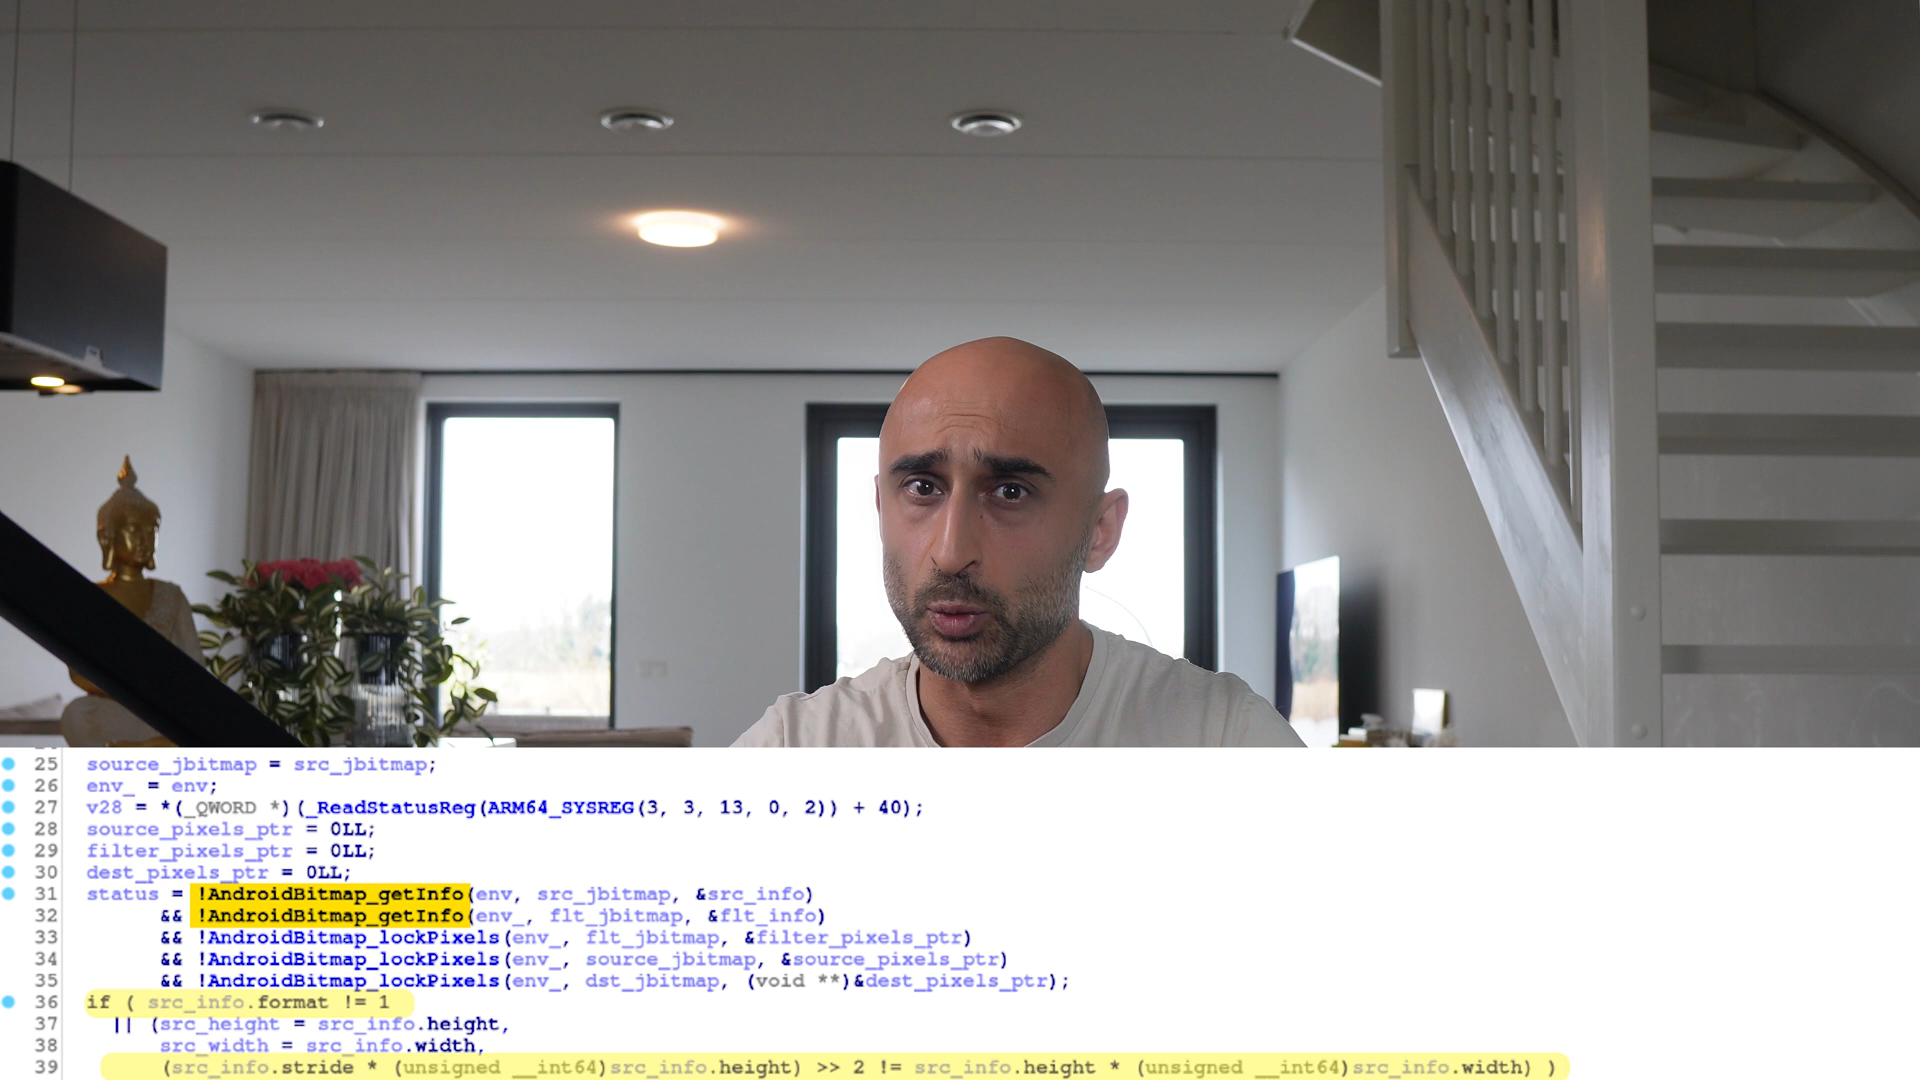 25 source_jbitmap = src_jbitmap;
26 env_ = env;
27 v28 = *(_QWORD *)(_ReadStatusReg(ARM64_SYSREG(3, 3, 13, 0, 2)) + 40);
28 source_pixels_ptr = 0LL;
29 filter_pixels_ptr = 0LL;
30 dest_pixels_ptr = 0LL;
31 status = !AndroidBitmap_getInfo(env, src_jbitmap, &src_info)
32 && !AndroidBitmap_getInfo(env_, flt_jbitmap, &flt_info)
33 && !AndroidBitmap_lockPixels(env_, flt_jbitmap, &filter_pixels_ptr)
34 && !AndroidBitmap_lockPixels(env_, source_jbitmap, &source_pixels_ptr)
35 && !AndroidBitmap_lockPixels(env_, dst_jbitmap, (void **)&dest_pixels_ptr);
36 if ( src_info.format != 1
37 || (src_height = src_info.height,
38 src_width = src_info.width,
39 (src_info.stride * (unsigned __int64)src_info.height) >> 2 != src_info.height * (unsigned __int64)src_info.width) )